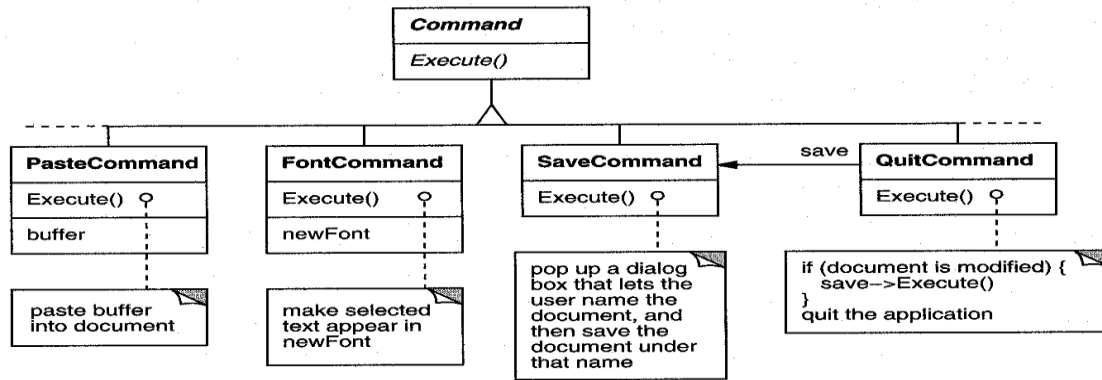 Command
Execute()
PasteCommand
Execute()
buffer
paste buffer
into document
FontCommand
Execute()
newFont
make selected
text appear in
newFont
SaveCommand
Execute()
pop up a dialog
box that lets the
user name the
document, and
then save the
document under
that name
save
QuitCommand
Execute()
if (document is modified) {
save->Execute()
}
quit the application